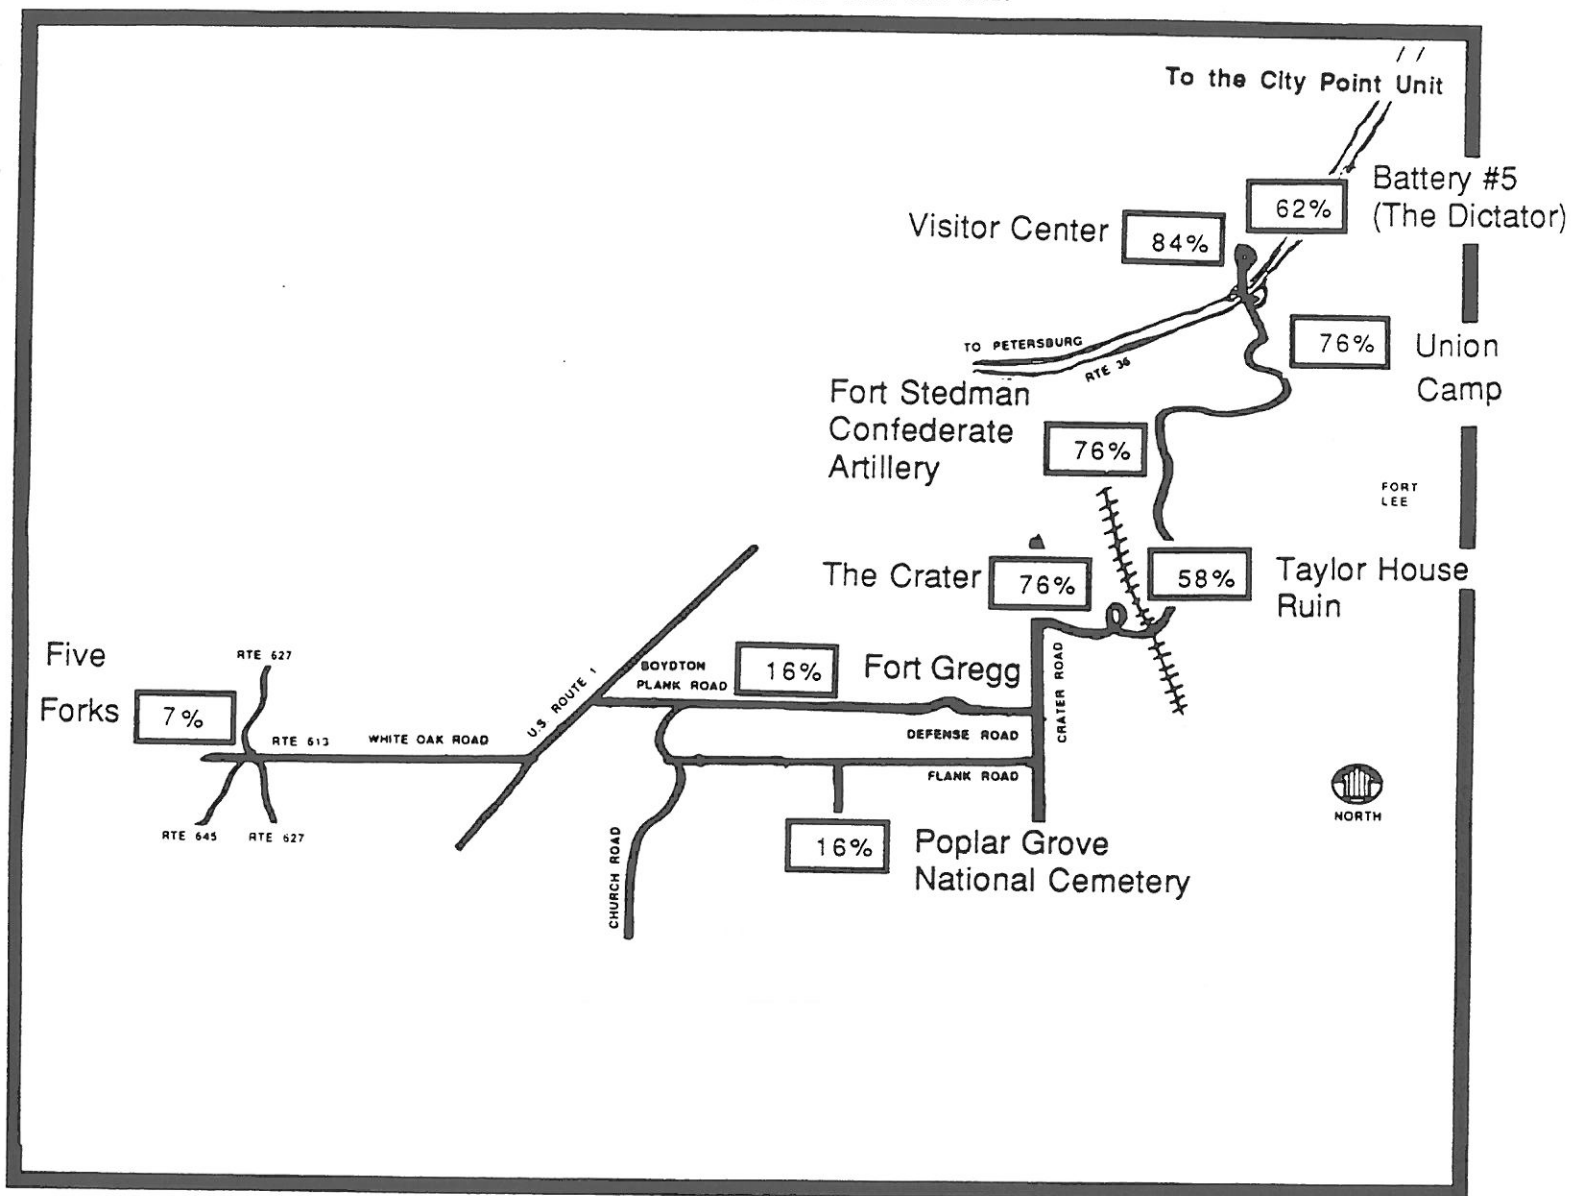 To the City Point Unit
Battery #5
(The Dictator)
62%
Visitor Center
84%
76%
Union
Camp
TO PETERSBURG
RTE 36
Fort Stedman
Confederate
Artillery
76%
FORT
LEE
The Crater
76%
58%
Taylor House
Ruin
Five
Forks
7%
RTE 627
RTE 613
WHITE OAK ROAD
RTE 645
RTE 627
U.S. ROUTE 1
BOYDTON
PLANK ROAD
16%
Fort Gregg
CRATER ROAD
DEFENSE ROAD
FLANK ROAD
CHURCH ROAD
16%
Poplar Grove
National Cemetery
NORTH